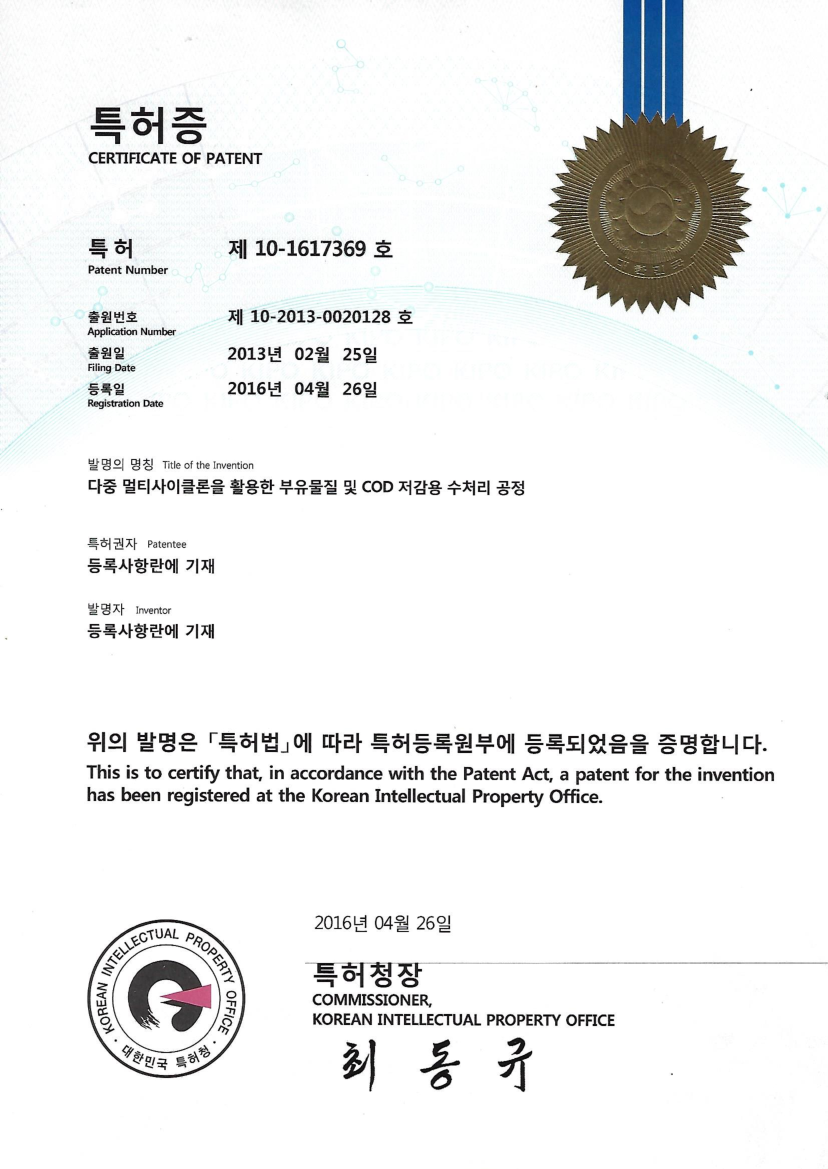 특허증
CERTIFICATE OF PATENT
특허 제 10-1617369 호
Patent Number
출원번호 제 10-2013-0020128 호
Application Number
출원일 2013년 02월 25일
Filing Date
등록일 2016년 04월 26일
Registration Date
발명의 명칭 Title of the Invention
다중 멀티사이클론을 활용한 부유물질 및 COD 저감용 수처리 공정
특허권자 Patentee
등록사항란에 기재
발명자 Inventor
등록사항란에 기재
위의 발명은 「특허법」에 따라 특허등록원부에 등록되었음을 증명합니다.
This is to certify that, in accordance with the Patent Act, a patent for the invention
has been registered at the Korean Intellectual Property Office.
2016년 04월 26일
특허청장
COMMISSIONER,
KOREAN INTELLECTUAL PROPERTY OFFICE
최동규
KOREAN INTELLECTUAL PROPERTY OFFICE
대한민국 특허청